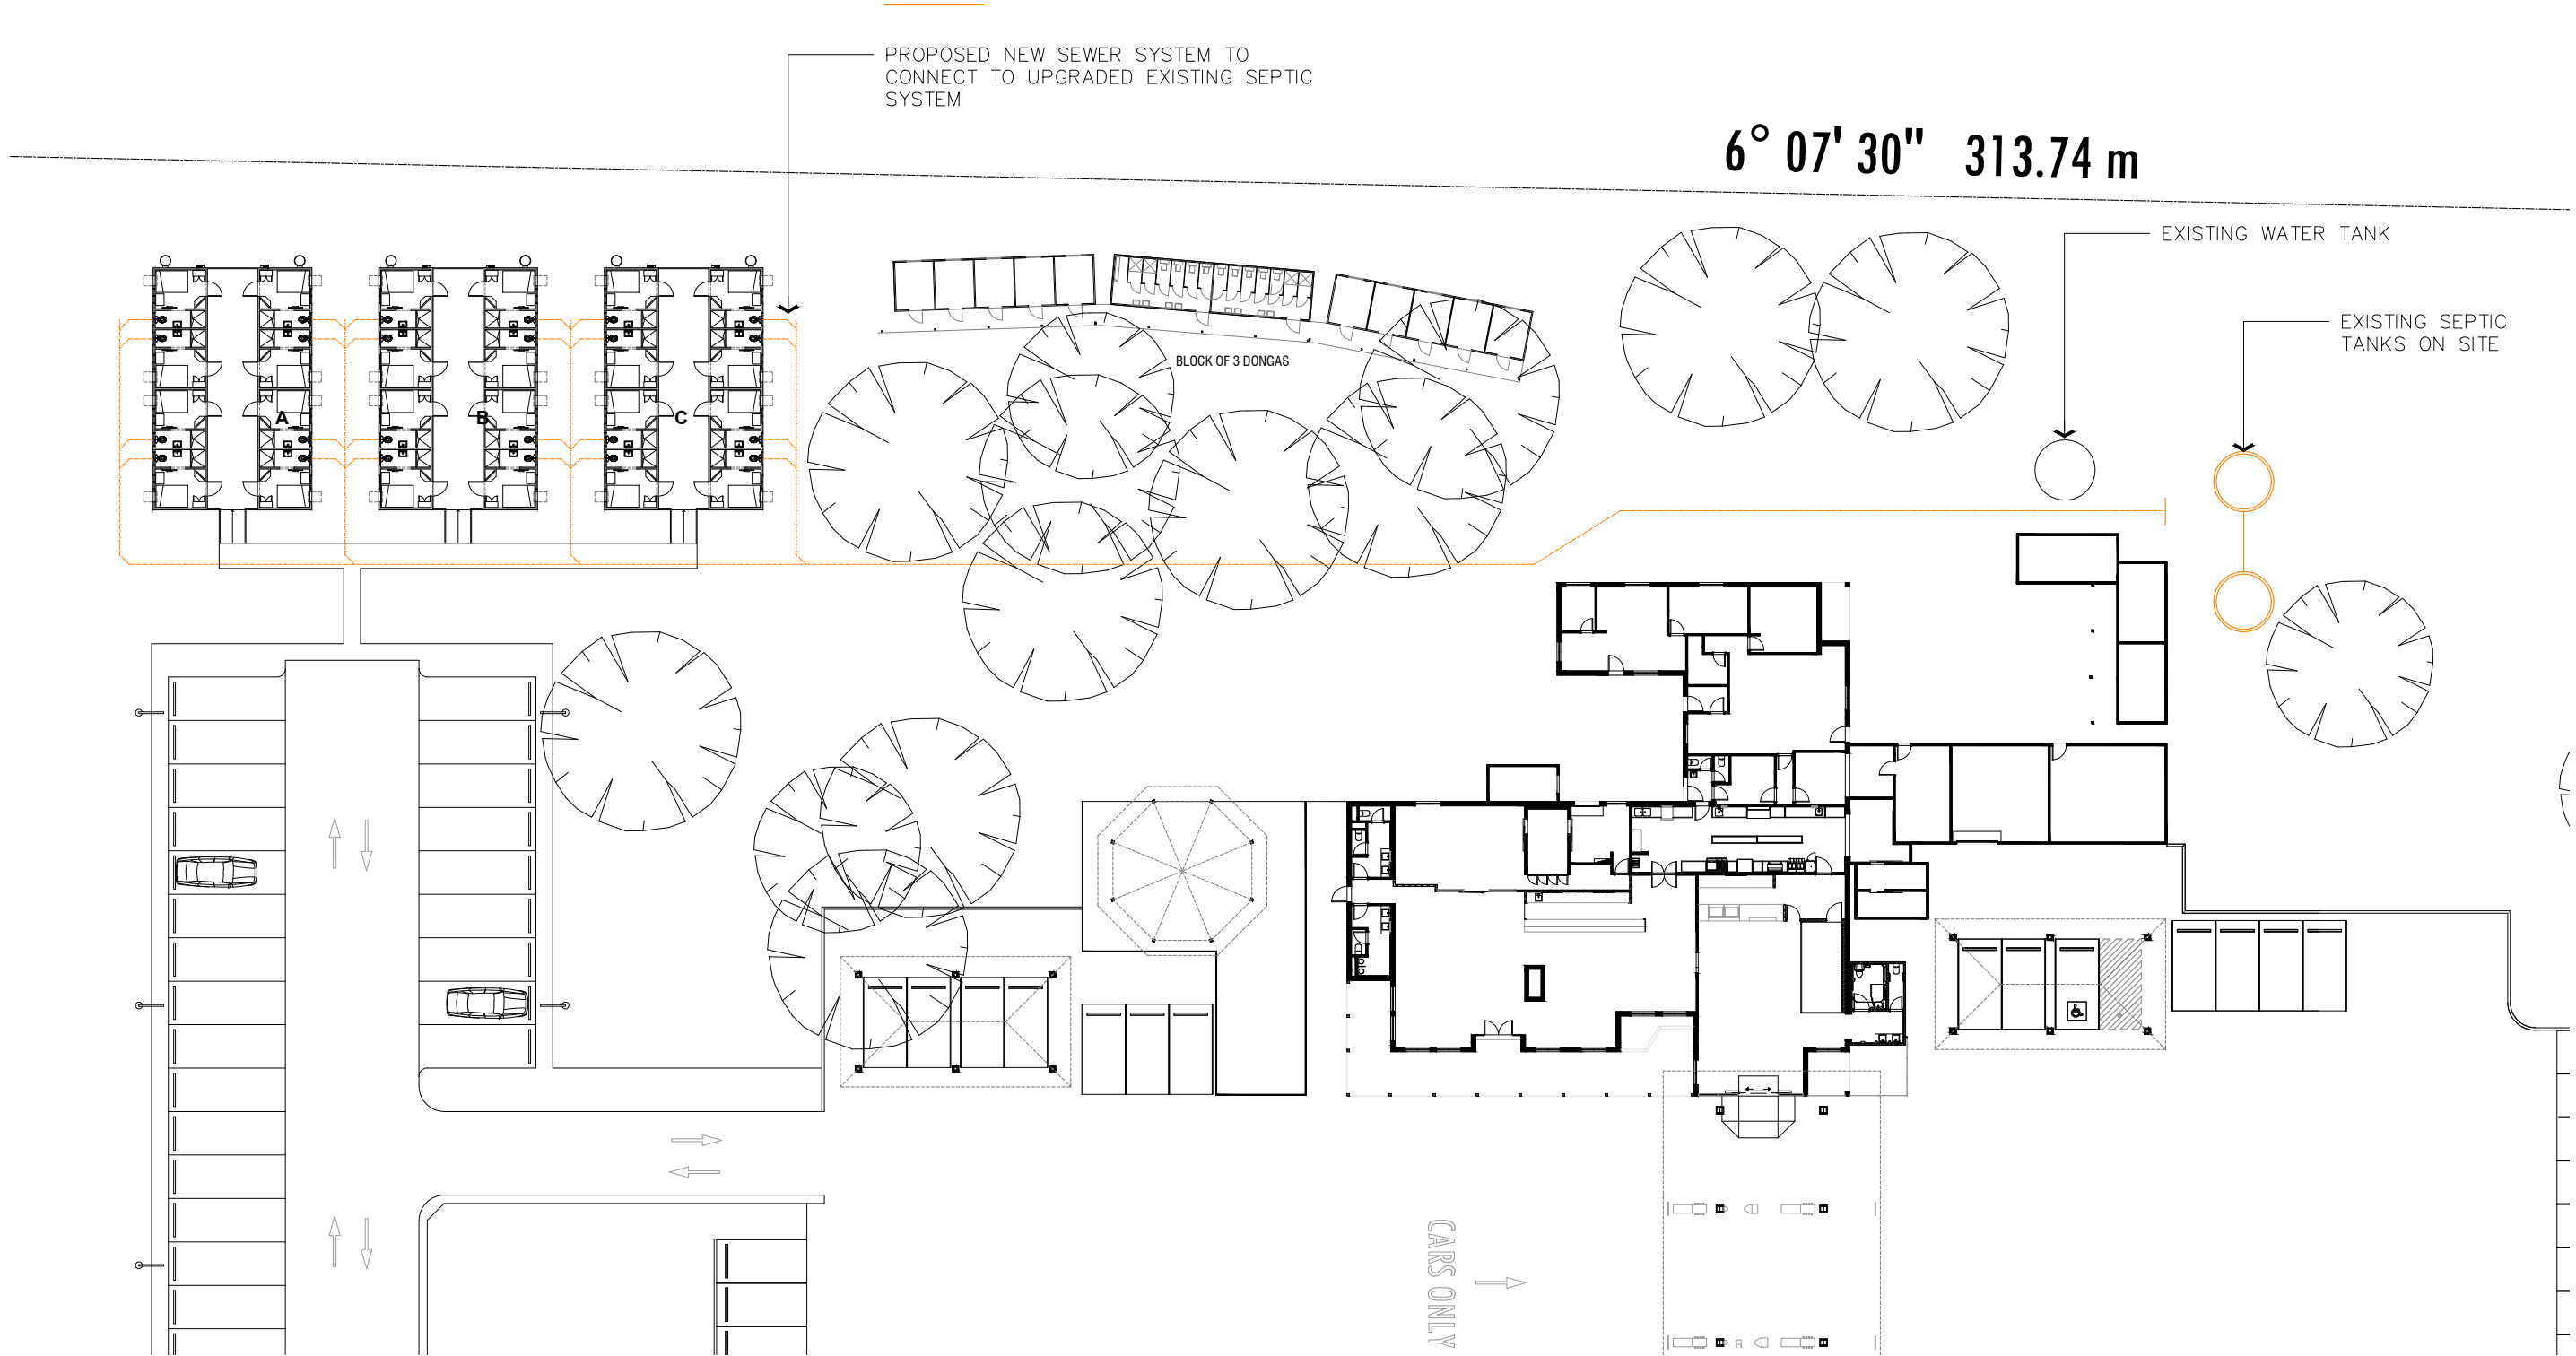 PROPOSED NEW SEWER SYSTEM TO
CONNECT TO UPGRADED EXISTING SEPTIC
SYSTEM
6° 07' 30" 313.74 m
EXISTING WATER TANK
EXISTING SEPTIC
TANKS ON SITE
BLOCK OF 3 DONGAS
A
B
C
CARS ONLY